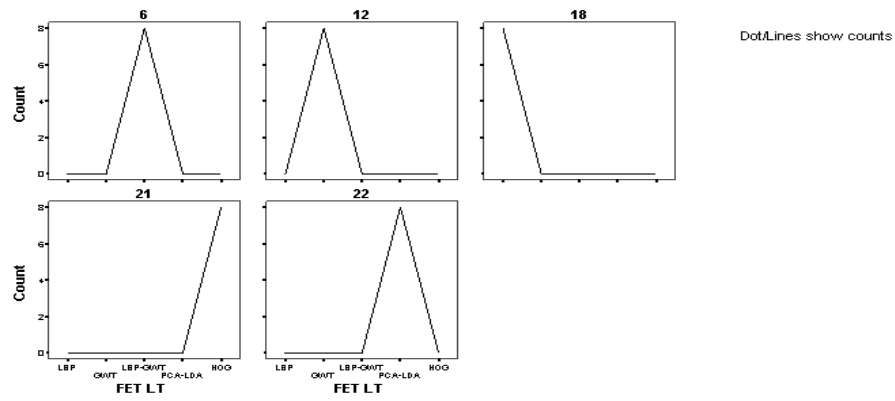 6 12 18
Dot/Lines show counts
8
6
4
2
0
Count
21 22
8
6
4
2
0
Count
LBP GWT LBP-GWT PCA-LDA HOG
LBP GWT LBP-GWT PCA-LDA HOG
FET LT FET LT